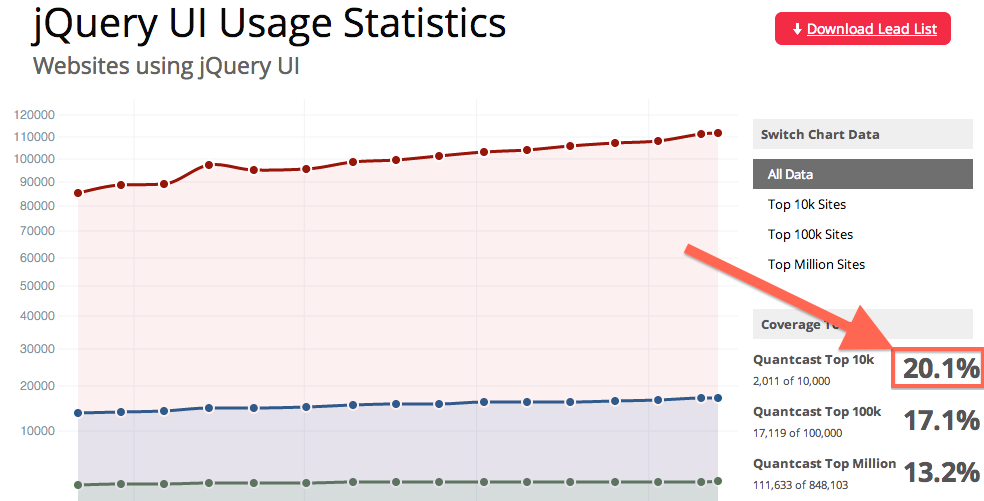 jQuery UI Usage Statistics
Websites using jQuery UI
Download Lead List
120000
110000
100000
90000
80000
70000
60000
50000
40000
30000
20000
10000
Switch Chart Data
All Data
Top 10k Sites
Top 100k Sites
Top Million Sites
Coverage
Quantcast Top 10k
20.1%
2,011 of 10,000
Quantcast Top 100k
17.1%
17,119 of 100,000
Quantcast Top Million
13.2%
111,633 of 848,103